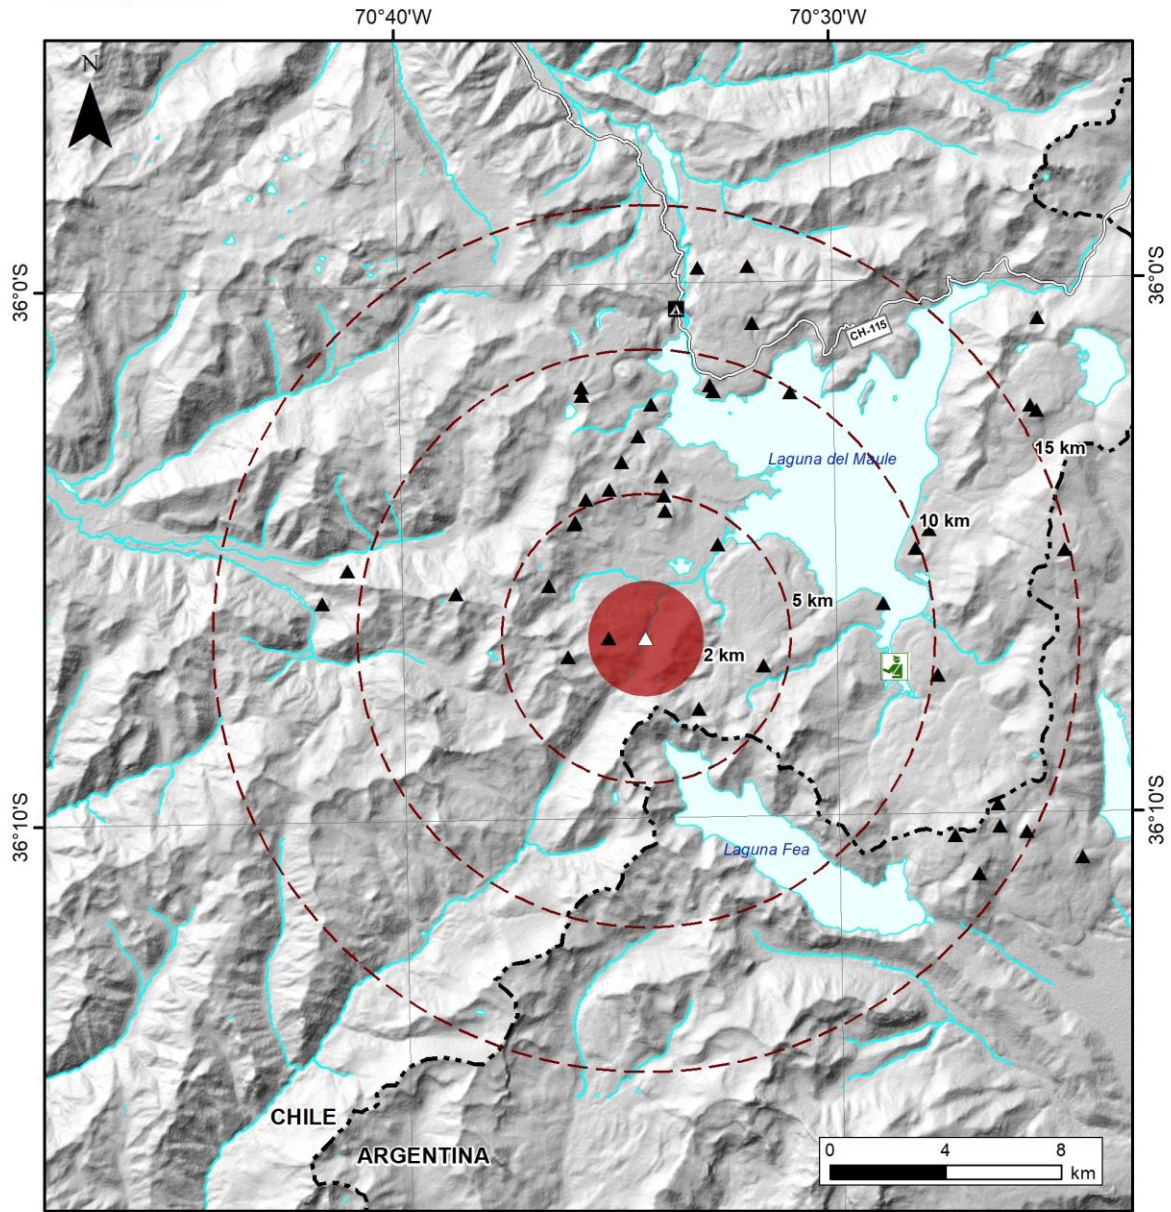 70°40'W 70°30'W
N
36°0'S 36°0'S
CH-115
15 km
Laguna del Maule
10 km
5 km
2 km
36°10'S 36°10'S
Laguna Fea
CHILE
ARGENTINA
0 4 8
km